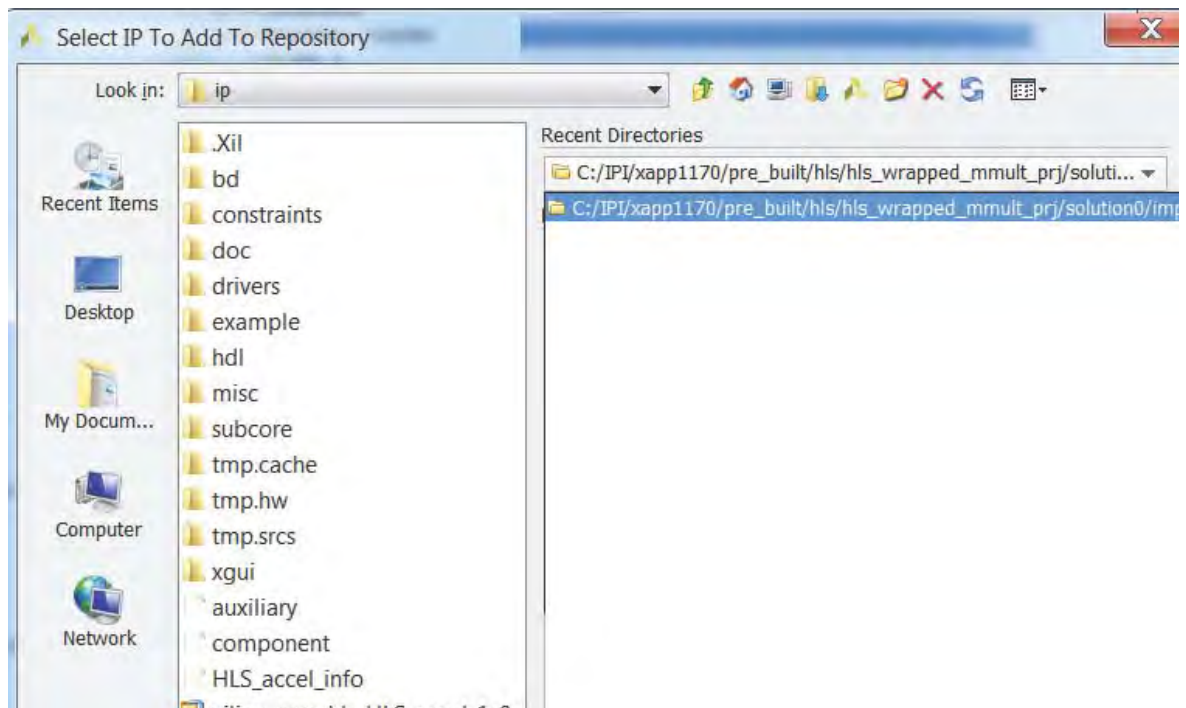 Select IP To Add To Repository
Look in:
ip
Recent Items
Desktop
My Docum...
Computer
Network
.Xil
bd
constraints
doc
drivers
example
hdl
misc
subcore
tmp.cache
tmp.hw
tmp.srcs
xgui
auxiliary
component
HLS_accel_info
Recent Directories
C:/IPI/xapp1170/pre_built/hls/hls_wrapped_mmult_prj/soluti...
C:/IPI/xapp1170/pre_built/hls/hls_wrapped_mmult_prj/solution0/imp